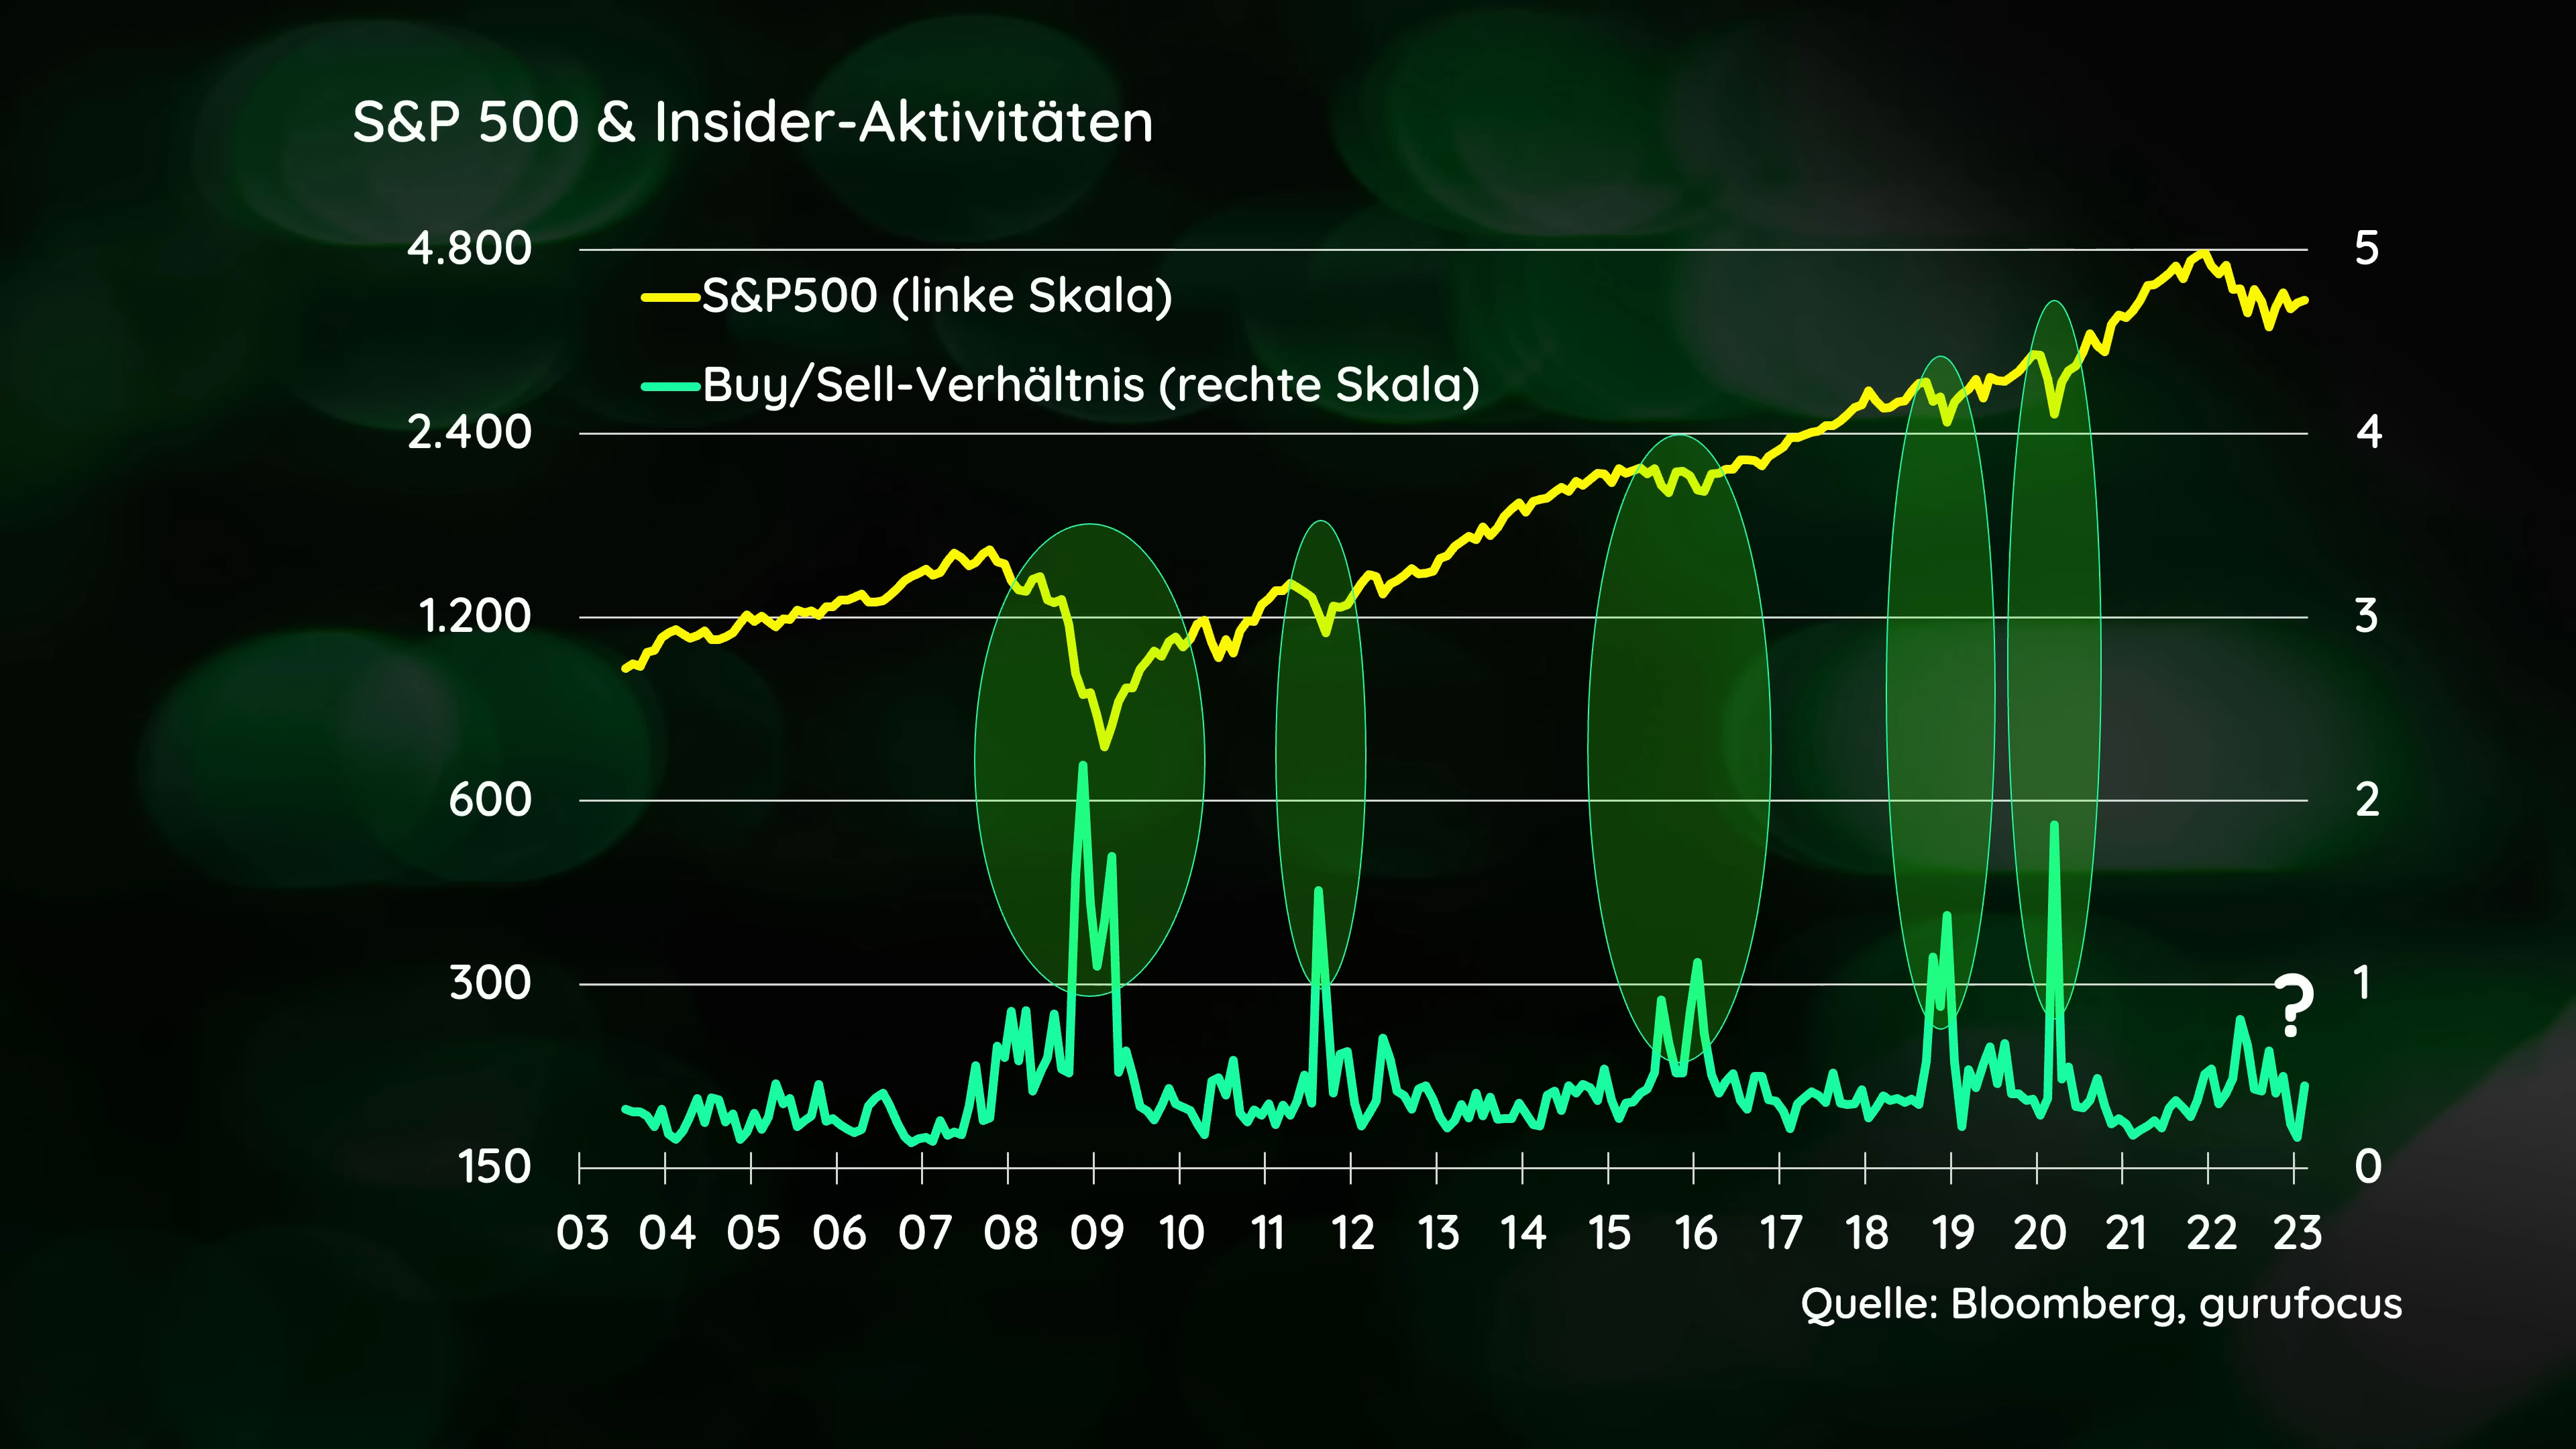 S&P 500 & Insider-Aktivitäten
4.800 5
S&P500 (linke Skala)
Buy/Sell-Verhältnis (rechte Skala)
2.400 4
1.200 3
600 2
300 1
?
150 0
03 04 05 06 07 08 09 10 11 12 13 14 15 16 17 18 19 20 21 22 23
Quelle: Bloomberg, gurufocus